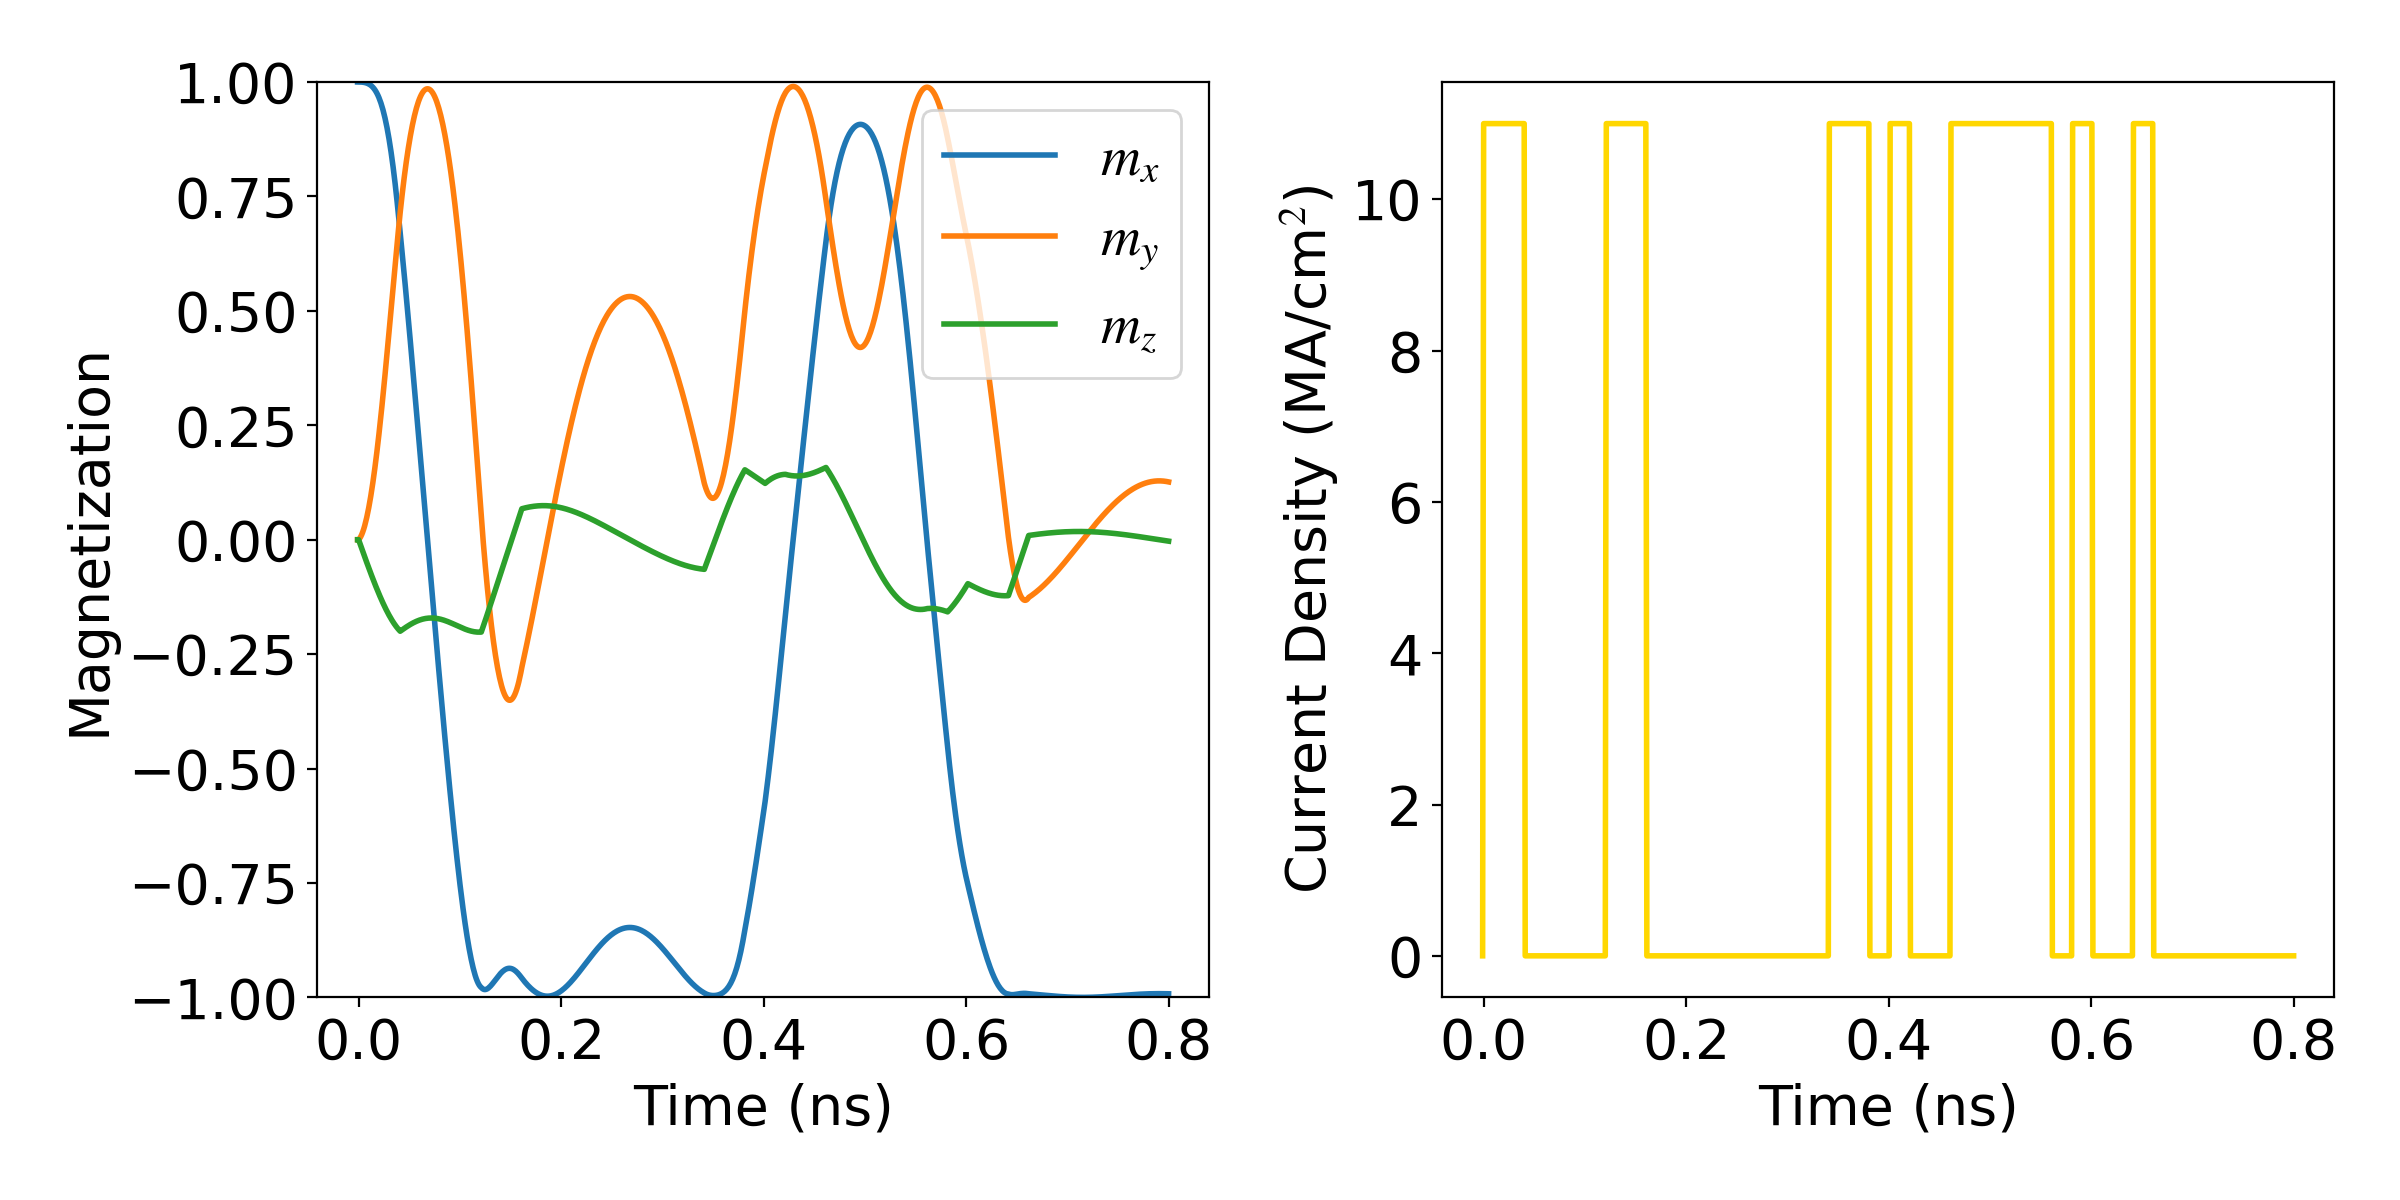 1.00
0.75
0.50
0.25
0.00
−0.25
−0.50
−0.75
−1.00
Magnetization
0.0 0.2 0.4 0.6 0.8
Time (ns)
m_x
m_y
m_z
10
8
6
4
2
0
Current Density (MA/cm²)
0.0 0.2 0.4 0.6 0.8
Time (ns)